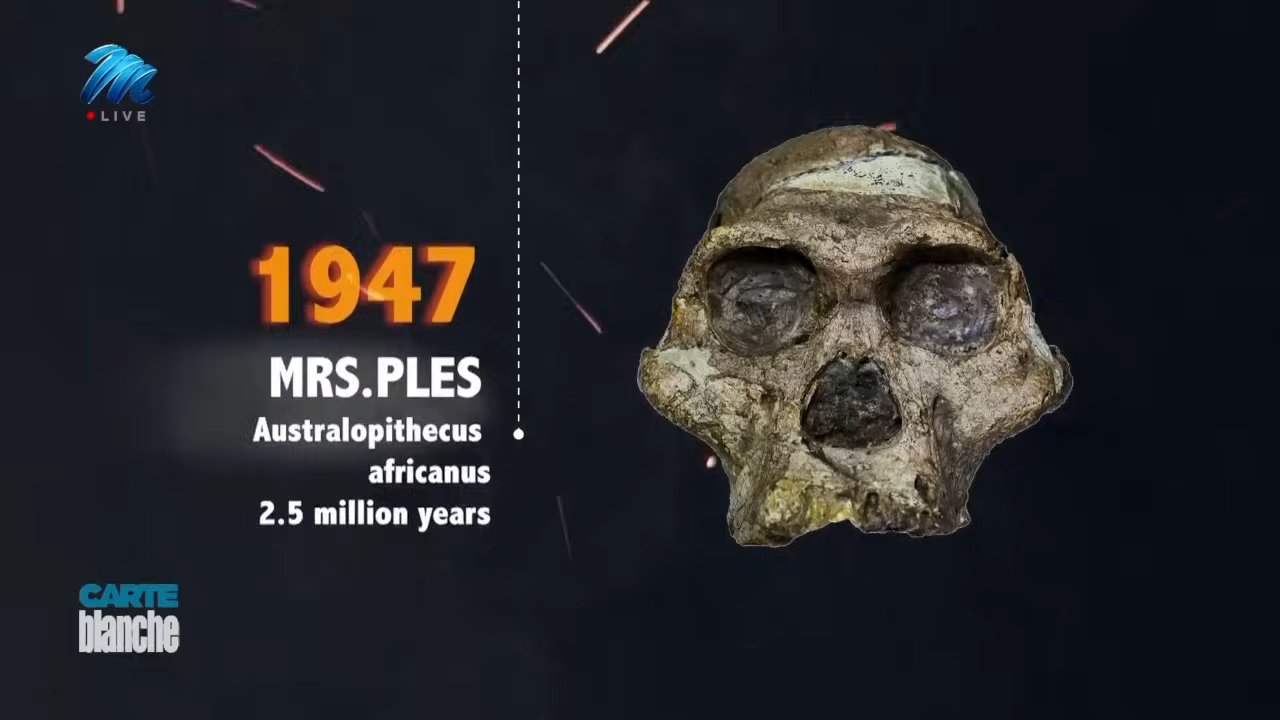 LIVE
1947
MRS.PLES
Australopithecus
africanus
2.5 million years
CARTE
blanche